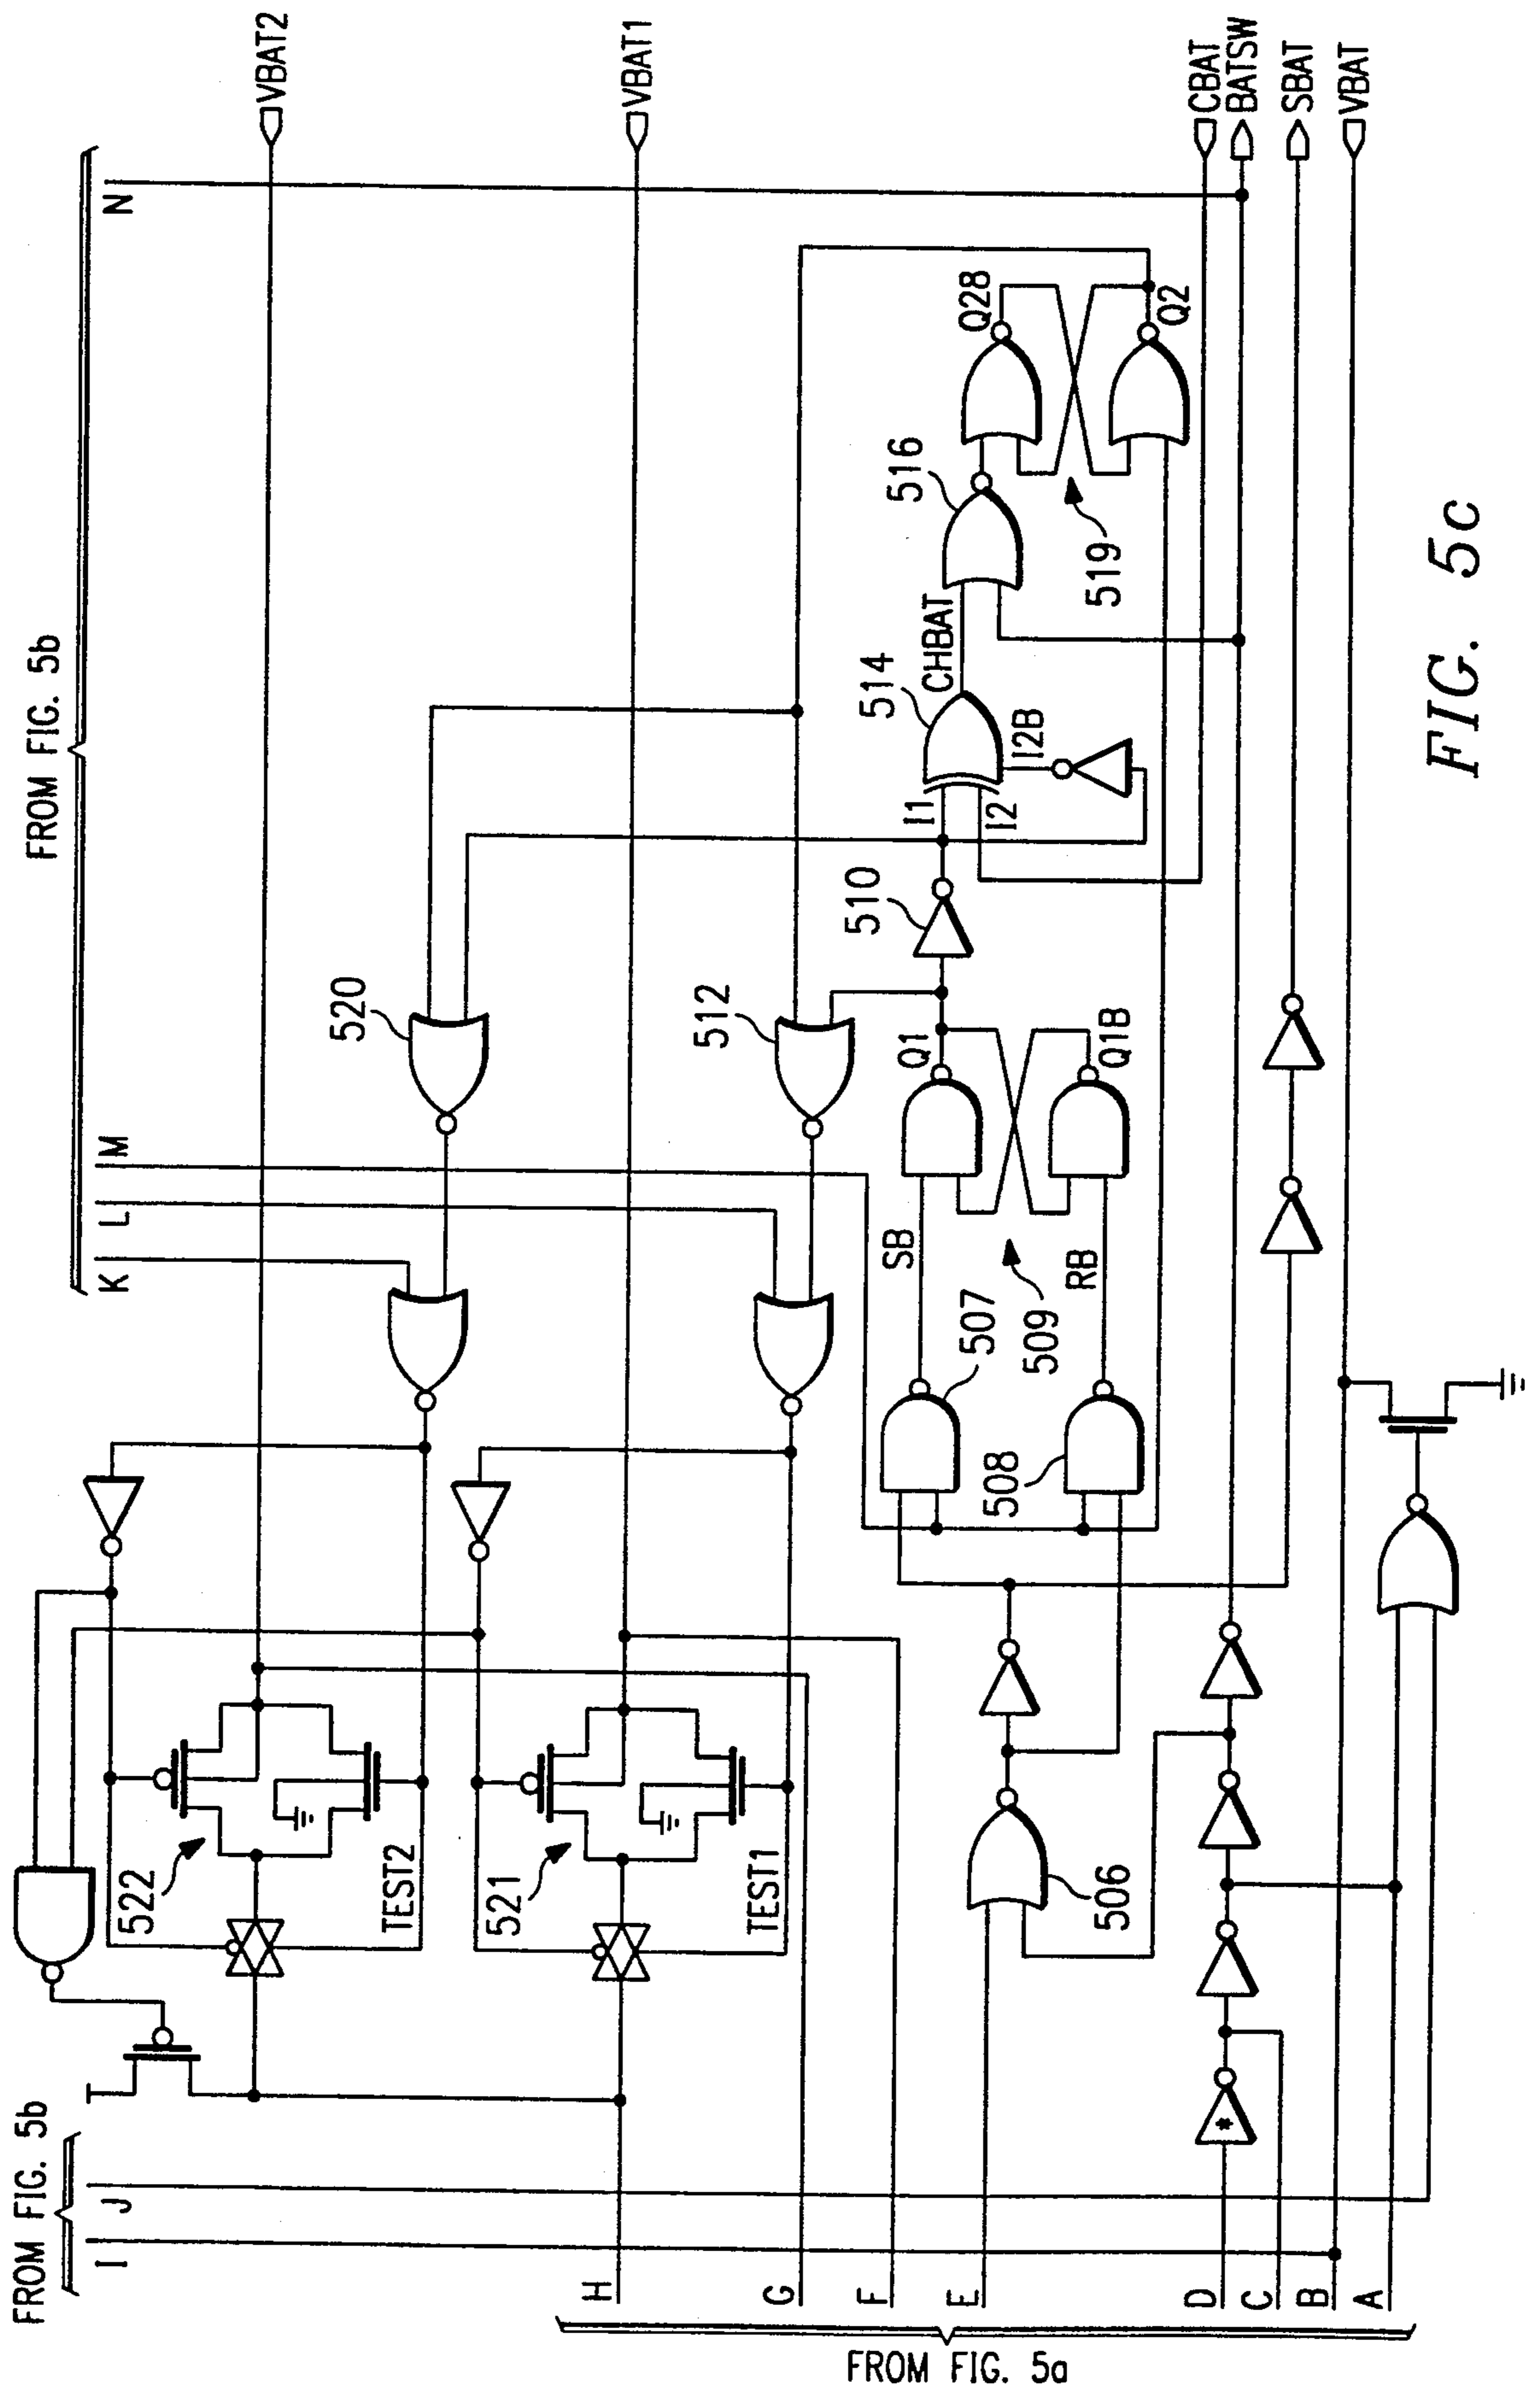 FROM FIG. 5b
FROM FIG. 5b
I
J
K
L
M
N
VBAT2
522
TEST2
520
VBAT1
521
TEST1
512
H
G
F
E
D
C
B
A
FROM FIG. 5a
506
507
508
SB
RB
509
Q1
Q1B
510
I1
I2
I2B
514
CHBAT
516
519
Q28
Q2
*
CBAT
BATSW
SBAT
VBAT
FIG. 5c